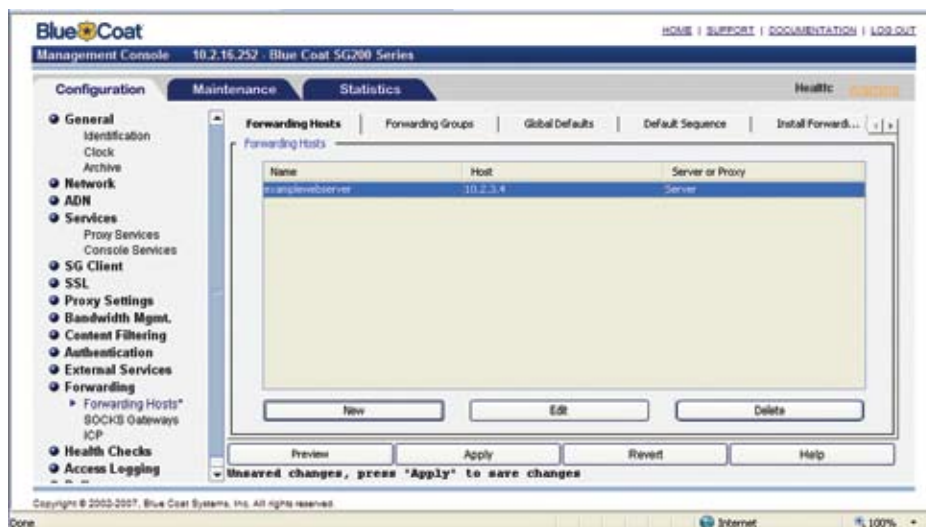 Blue Coat
HOME | SUPPORT | DOCUMENTATION | LOG OUT
Management Console 10.2.16.252 - Blue Coat SG200 Series
Configuration Maintenance Statistics Health: warning
General
Identification
Clock
Archive
Network
ADN
Services
Proxy Services
Console Services
SG Client
SSL
Proxy Settings
Bandwidth Mgmt.
Content Filtering
Authentication
External Services
Forwarding
Forwarding Hosts*
SOCKS Gateways
ICP
Health Checks
Access Logging
Forwarding Hosts | Forwarding Groups | Global Defaults | Default Sequence | Install Forwardi...
Forwarding Hosts
Name Host Server or Proxy
examplewebserver 10.2.3.4 Server
New Edit Delete
Preview Apply Revert Help
Unsaved changes, press "Apply" to save changes
Copyright © 2002-2007, Blue Coat Systems, Inc. All rights reserved.
Done Internet 100%